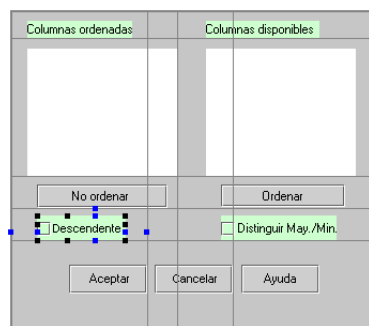 Columnas ordenadas Columnas disponibles
No ordenar Ordenar
Descendente Distinguir May./Min.
Aceptar Cancelar Ayuda